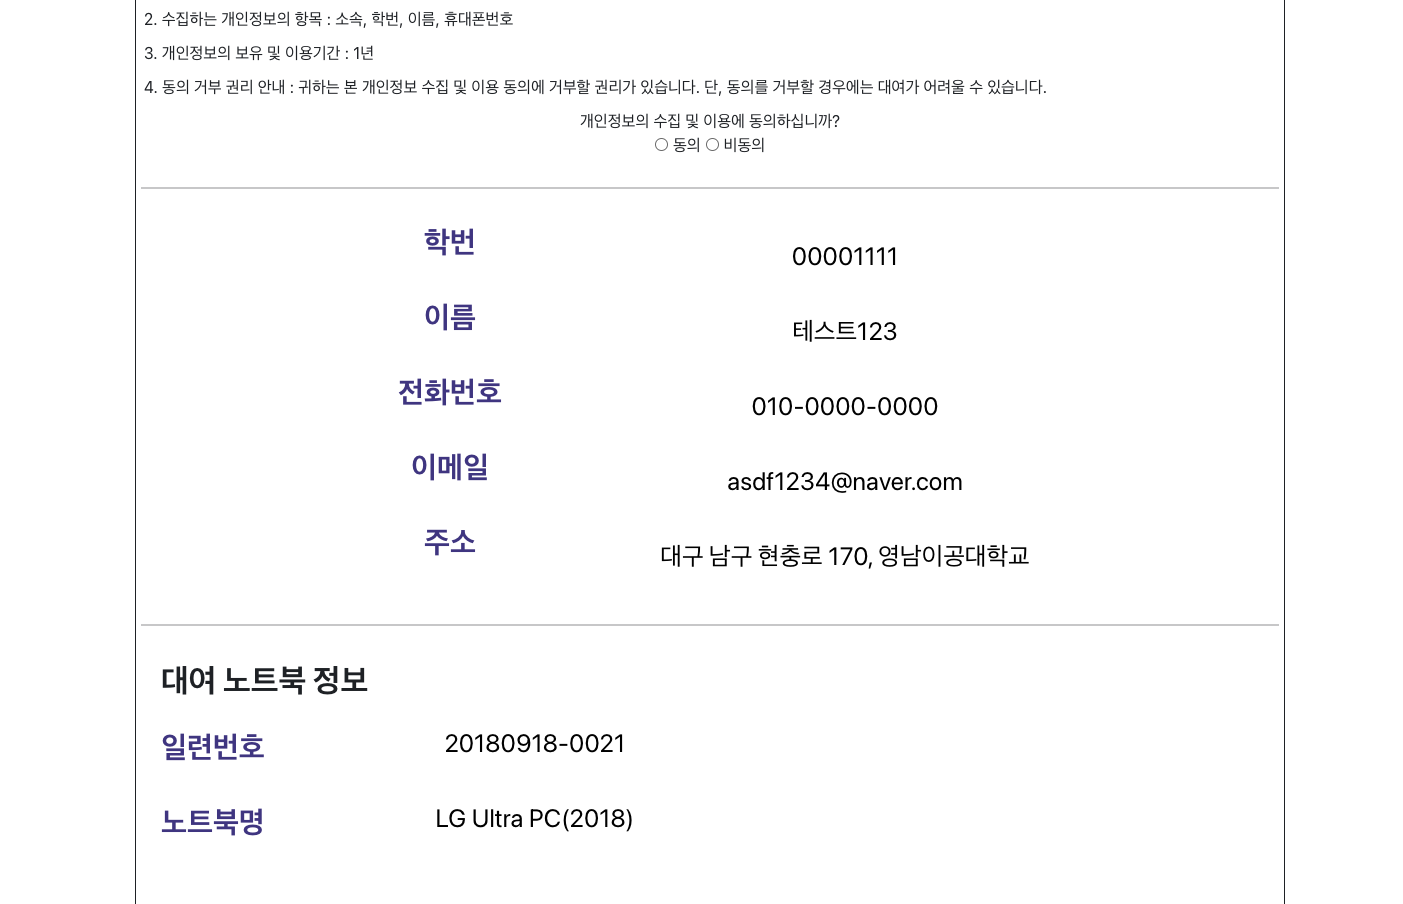 2. 수집하는 개인정보의 항목 : 소속, 학번, 이름, 휴대폰번호
3. 개인정보의 보유 및 이용기간 : 1년
4. 동의 거부 권리 안내 : 귀하는 본 개인정보 수집 및 이용 동의에 거부할 권리가 있습니다. 단, 동의를 거부할 경우에는 대여가 어려울 수 있습니다.
개인정보의 수집 및 이용에 동의하십니까?
○ 동의 ○ 비동의
학번 00001111
이름 테스트123
전화번호 010-0000-0000
이메일 asdf1234@naver.com
주소 대구 남구 현충로 170, 영남이공대학교
대여 노트북 정보
일련번호 20180918-0021
노트북명 LG Ultra PC(2018)